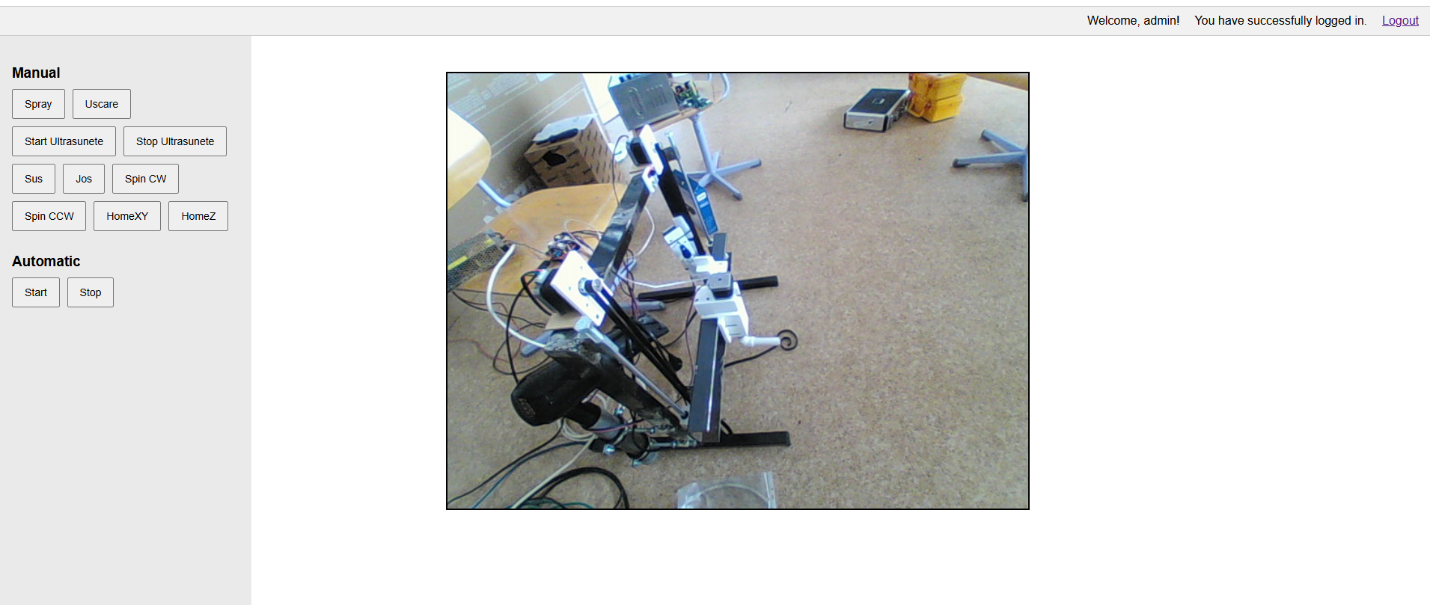 Welcome, admin! You have successfully logged in. Logout
Manual
Spray Uscare
Start Ultrasunete Stop Ultrasunete
Sus Jos Spin CW
Spin CCW HomeXY HomeZ
Automatic
Start Stop